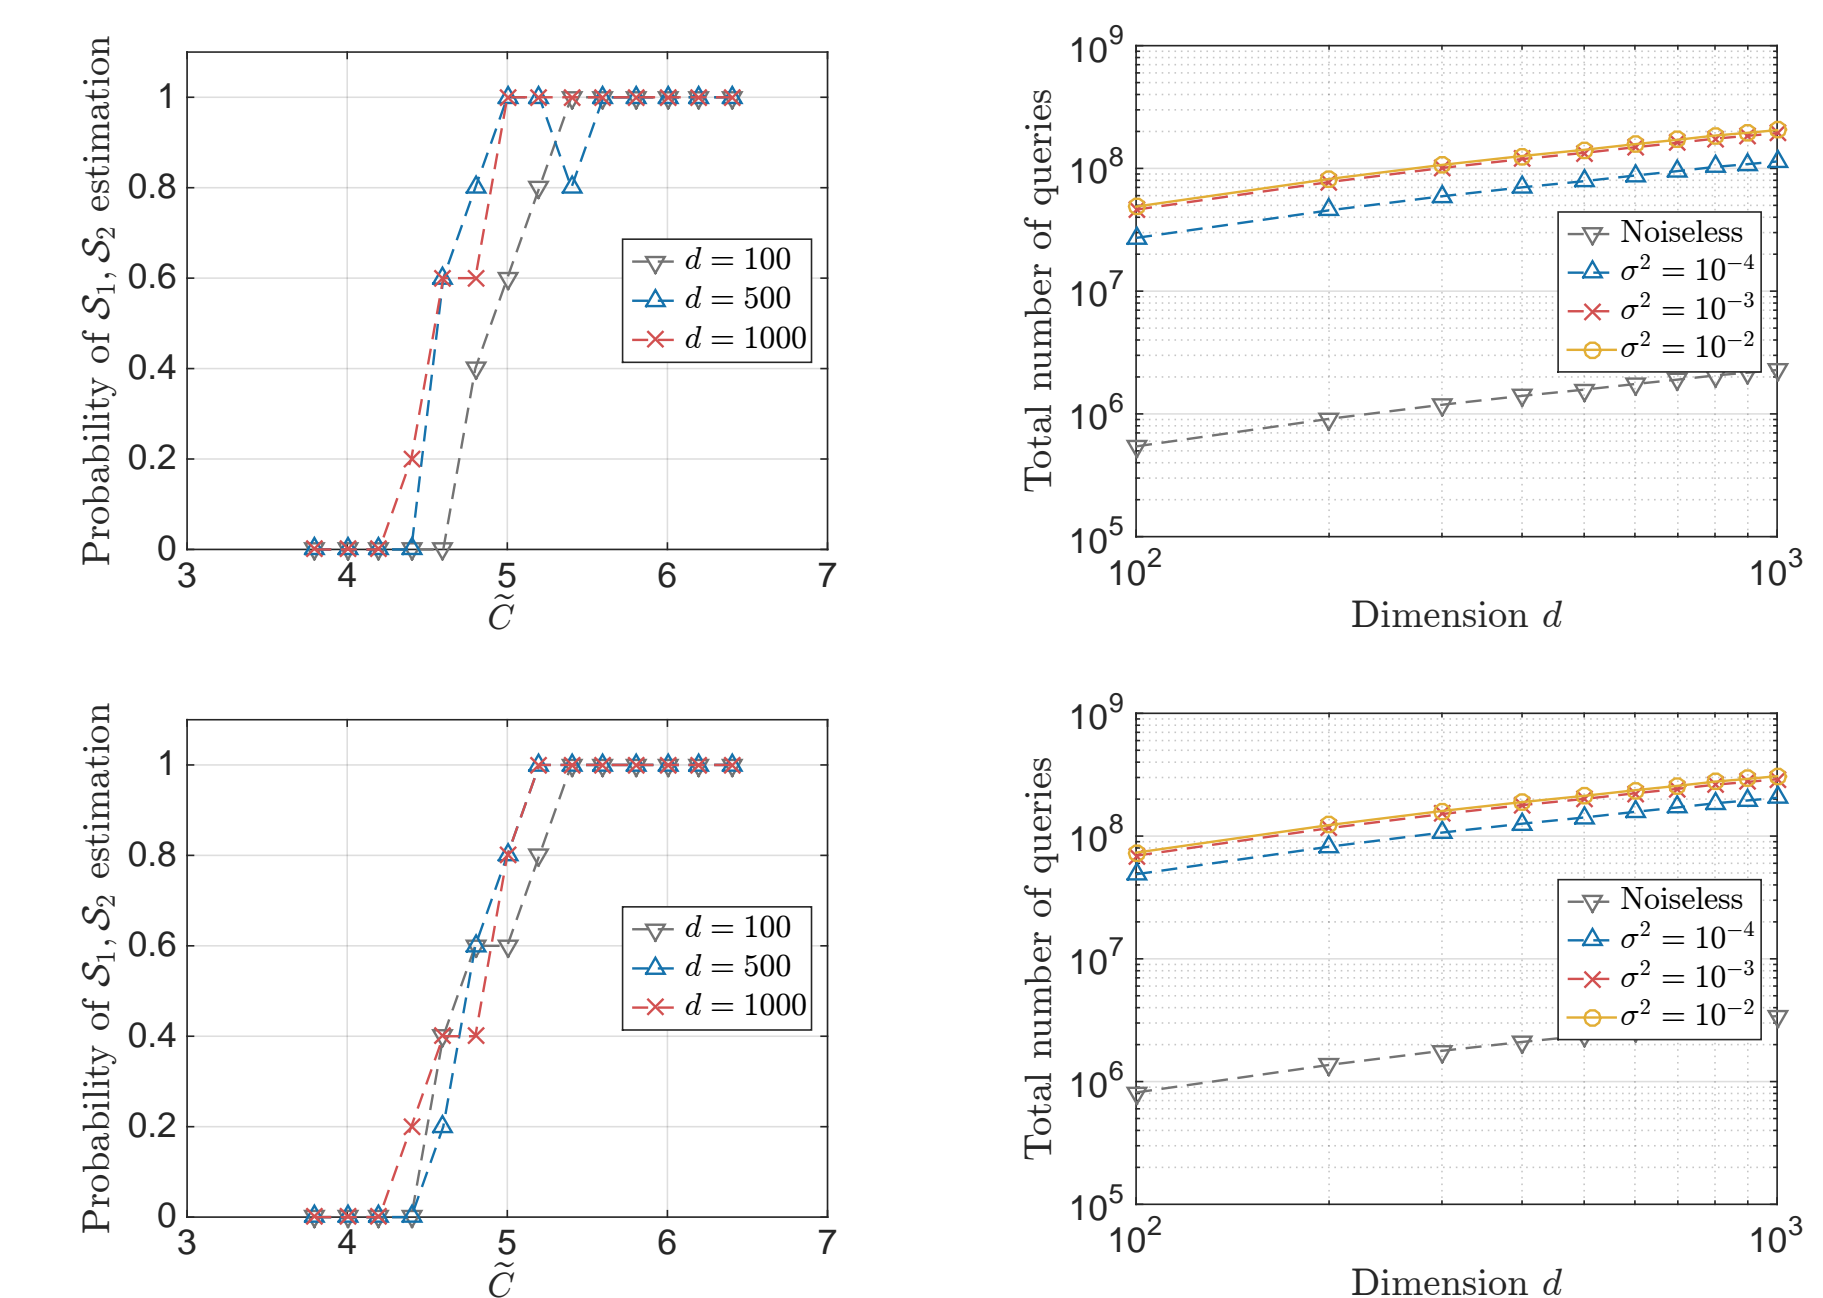 Probability of 𝒮₁, 𝒮₂ estimation
1
0.8
0.6
0.4
0.2
0
3 4 5 6 7
C̃
d = 100
d = 500
d = 1000
Total number of queries
10⁹
10⁸
10⁷
10⁶
10⁵
10² 10³
Dimension d
Noiseless
σ² = 10⁻⁴
σ² = 10⁻³
σ² = 10⁻²
Probability of 𝒮₁, 𝒮₂ estimation
1
0.8
0.6
0.4
0.2
0
3 4 5 6 7
C̃
d = 100
d = 500
d = 1000
Total number of queries
10⁹
10⁸
10⁷
10⁶
10⁵
10² 10³
Dimension d
Noiseless
σ² = 10⁻⁴
σ² = 10⁻³
σ² = 10⁻²